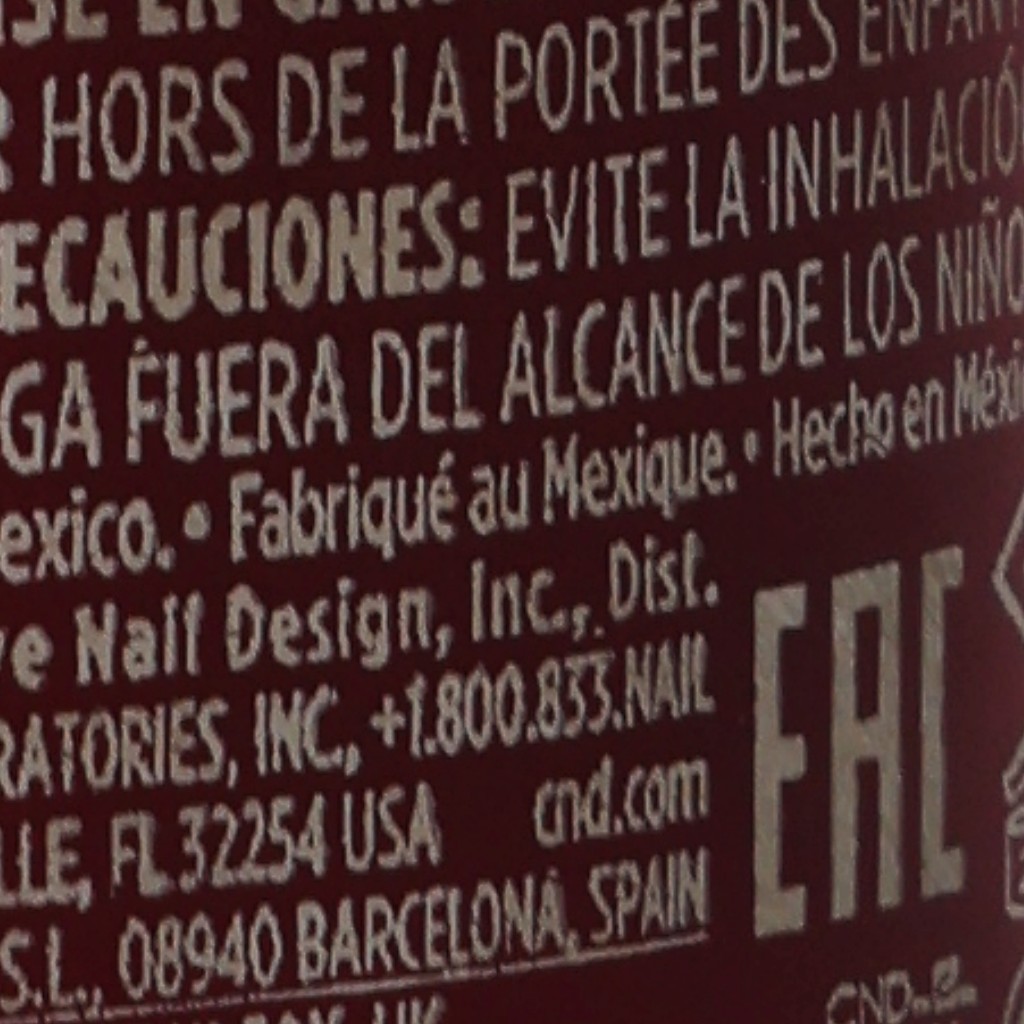 HORS DE LA PORTÉE DES
ECAUCIONES: EVITE LA INHALACIÓ
GA FUERA DEL ALCANCE DE LOS NIÑO
exico. • Fabriqué au Mexique. • Hecho en Méxi
ve Nail Design, Inc., Dist.
RATORIES, INC., +1.800.833.NAIL
LLE, FL 32254 USA cnd.com
S.L., 08940 BARCELONA, SPAIN
EAC
CND